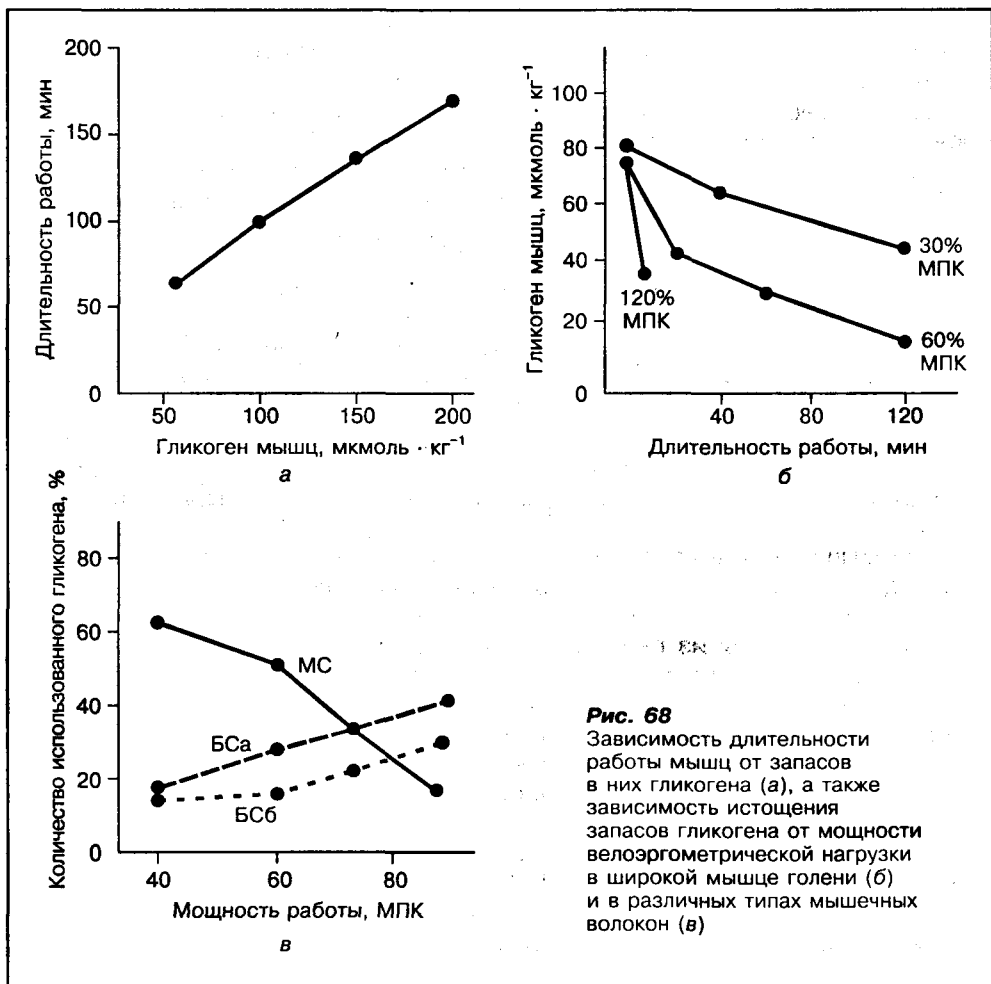 200
150
100
50
0
Длительность работы, мин
50 100 150 200
Гликоген мышц, мкмоль · кг⁻¹
а
100
80
60
40
20
0
Гликоген мышц, мкмоль · кг⁻¹
30%
МПК
120%
МПК
60%
МПК
40 80 120
Длительность работы, мин
б
80
60
40
20
0
Количество использованного гликогена, %
МС
БСа
БСб
40 60 80
Мощность работы, МПК
в
Рис. 68
Зависимость длительности
работы мышц от запасов
в них гликогена (а), а также
зависимость истощения
запасов гликогена от мощности
велоэргометрической нагрузки
в широкой мышце голени (б)
и в различных типах мышечных
волокон (в)